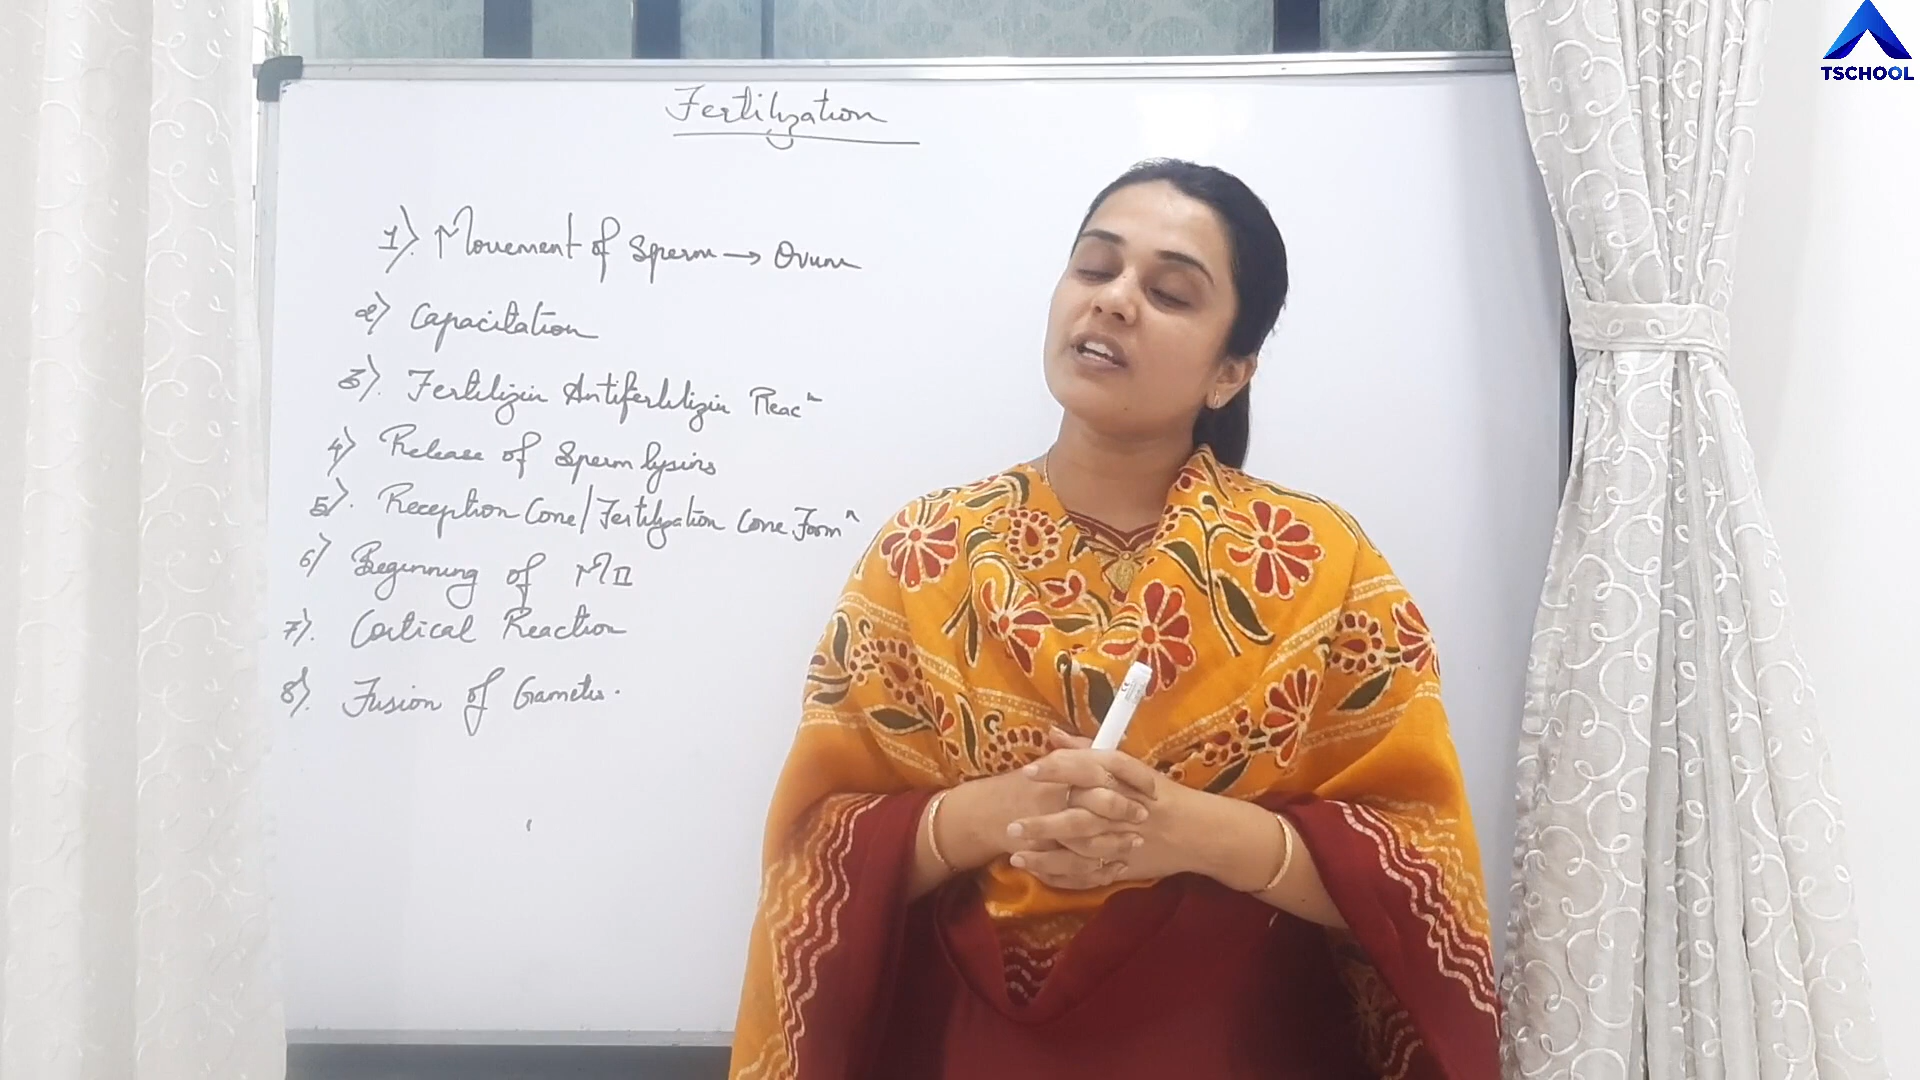 Fertilization
1). Movement of Sperm → Ovum
2) Capacitation
3). Fertilizin Antifertilizin Reacⁿ
4) Release of Sperm lysins
5). Reception Cone/Fertilization Cone Formⁿ
6) Beginning of MII
7). Cortical Reaction
8). Fusion of Gametes.
TSCHOOL